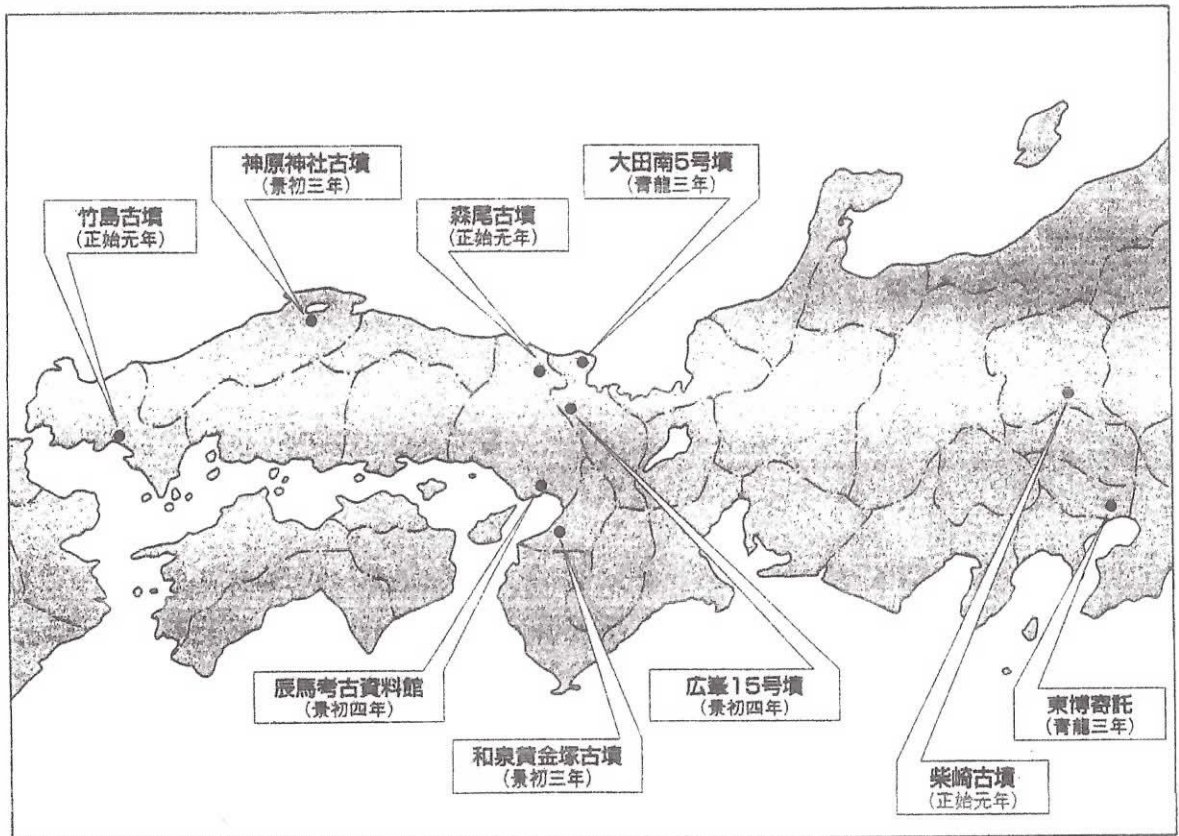 神原神社古墳
(景初三年)
大田南5号墳
(青龍三年)
竹島古墳
(正始元年)
森尾古墳
(正始元年)
辰馬考古資料館
(景初四年)
広峯15号墳
(景初四年)
東博寄託
(青龍三年)
和泉黄金塚古墳
(景初三年)
柴崎古墳
(正始元年)